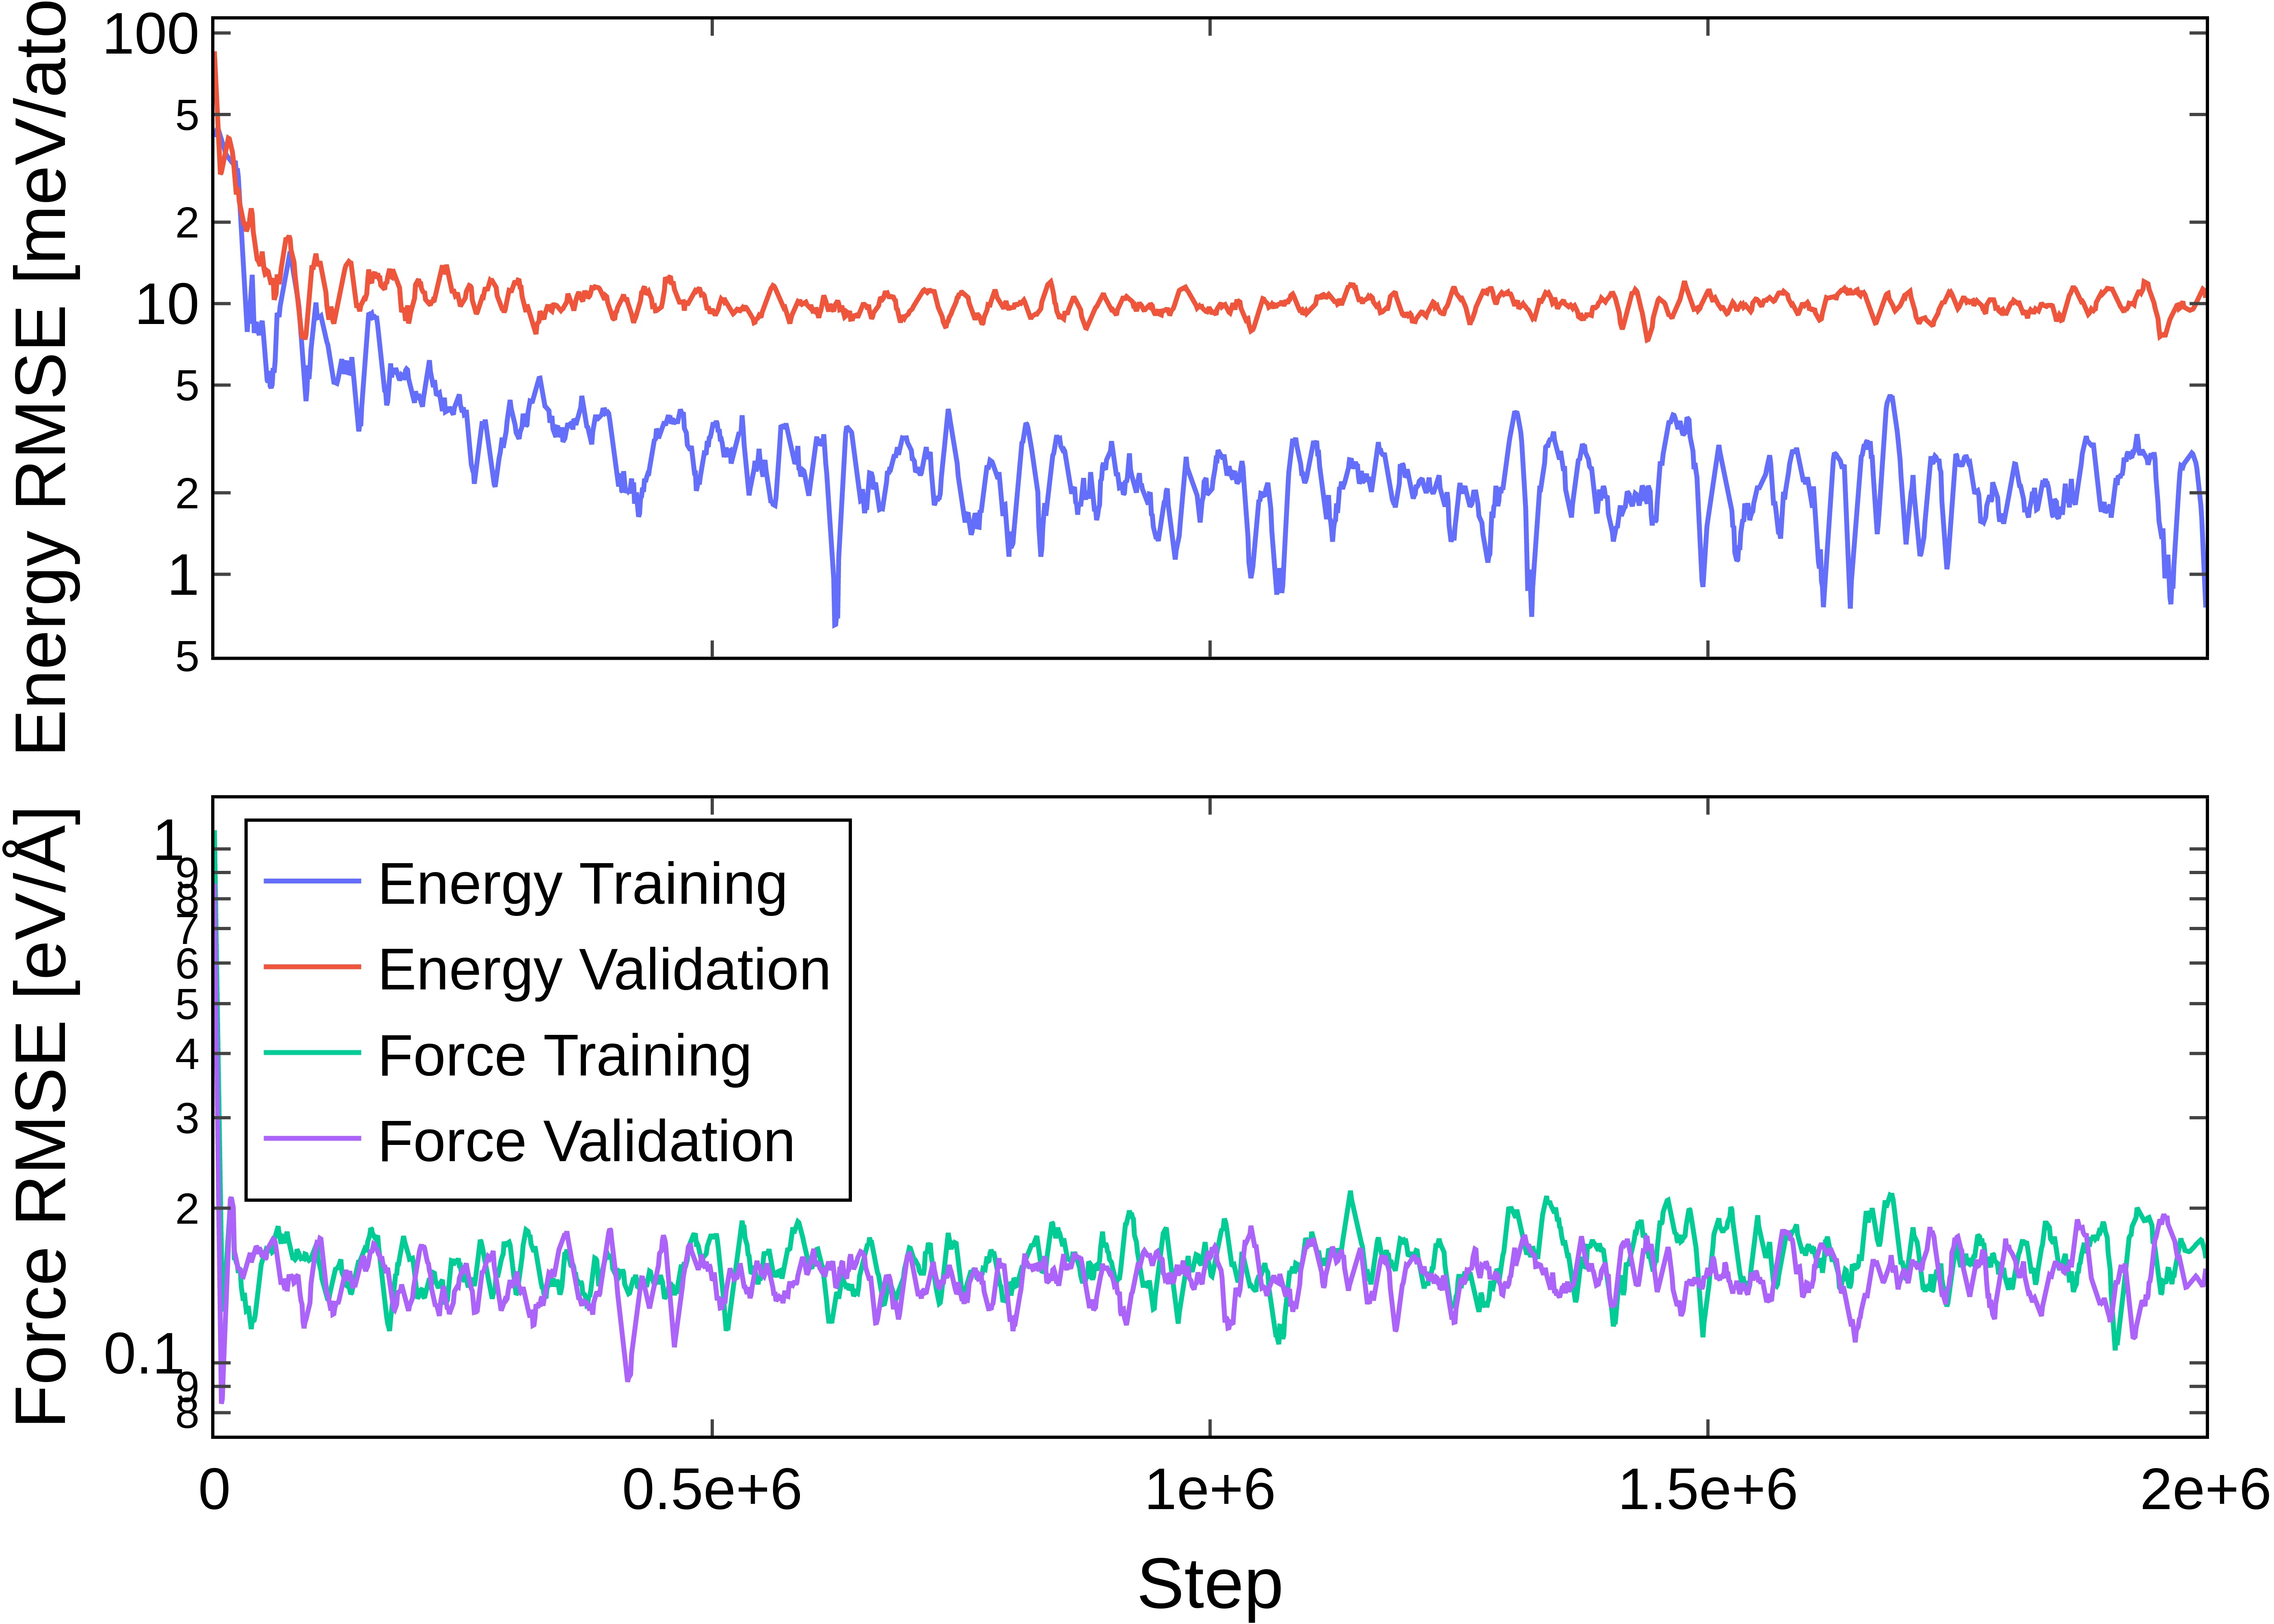 Energy RMSE [meV/ato
100
5
2
10
5
2
1
5
Force RMSE [eV/Å]
1
9
8
7
6
5
4
3
2
0.1
9
8
Energy Training
Energy Validation
Force Training
Force Validation
0 0.5e+6 1e+6 1.5e+6 2e+6
Step